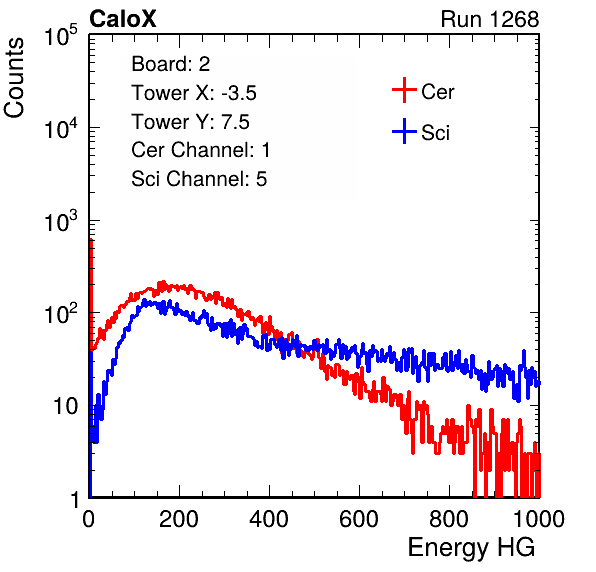 CaloX Run 1268
Counts
Board: 2
Tower X: -3.5
Tower Y: 7.5
Cer Channel: 1
Sci Channel: 5
Cer
Sci
10^5
10^4
10^3
10^2
10
1
0 200 400 600 800 1000
Energy HG